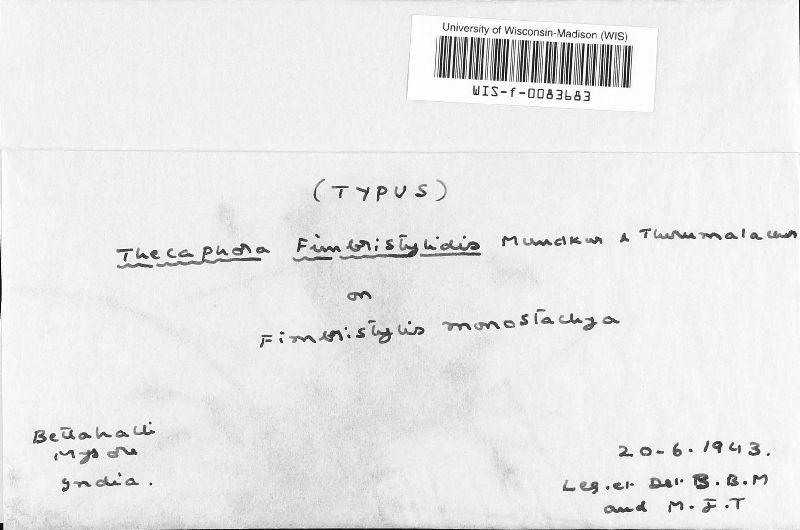 University of Wisconsin-Madison (WIS)
WIS-f-0083683
(TYPUS)
Thecaphora Fimbristylidis Mundkur & Thirumalachar
on
Fimbristylis monostachya
Bettahalli
Mysore
India.
20-6.1943.
Leg. et Det. B.B.M
and M.J.T